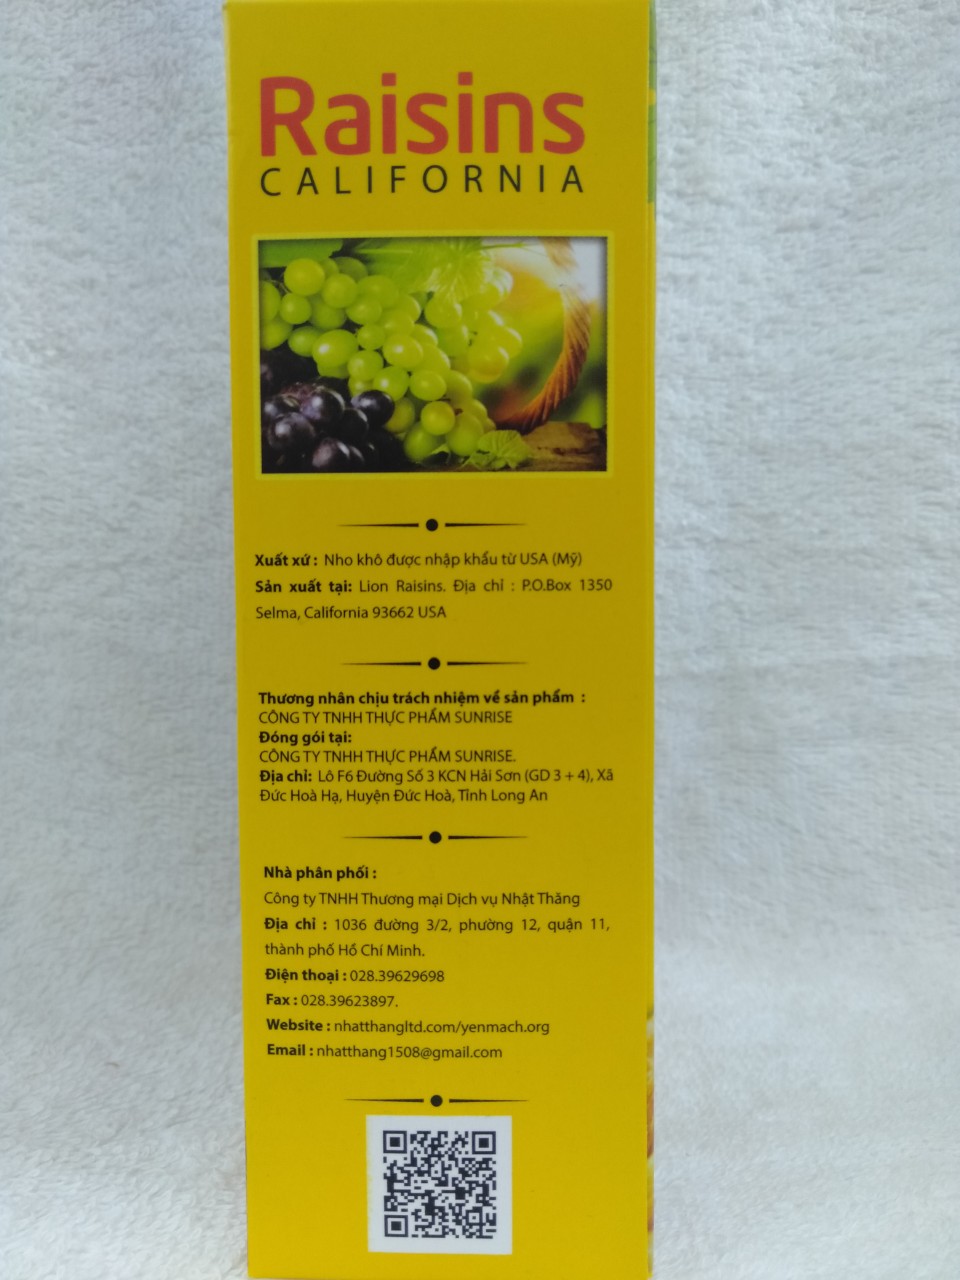 Raisins
CALIFORNIA
Xuất xứ : Nho khô được nhập khẩu từ USA (Mỹ)
Sản xuất tại: Lion Raisins. Địa chỉ : P.O.Box 1350
Selma, California 93662 USA
Thương nhân chịu trách nhiệm về sản phẩm :
CÔNG TY TNHH THỰC PHẨM SUNRISE
Đóng gói tại:
CÔNG TY TNHH THỰC PHẨM SUNRISE.
Địa chỉ: Lô F6 Đường Số 3 KCN Hải Sơn (GD 3 + 4), Xã
Đức Hoà Hạ, Huyện Đức Hoà, Tỉnh Long An
Nhà phân phối :
Công ty TNHH Thương mại Dịch vụ Nhật Thăng
Địa chỉ : 1036 đường 3/2, phường 12, quận 11,
thành phố Hồ Chí Minh.
Điện thoại : 028.39629698
Fax : 028.39623897.
Website : nhatthangltd.com/yenmach.org
Email : nhatthang1508@gmail.com